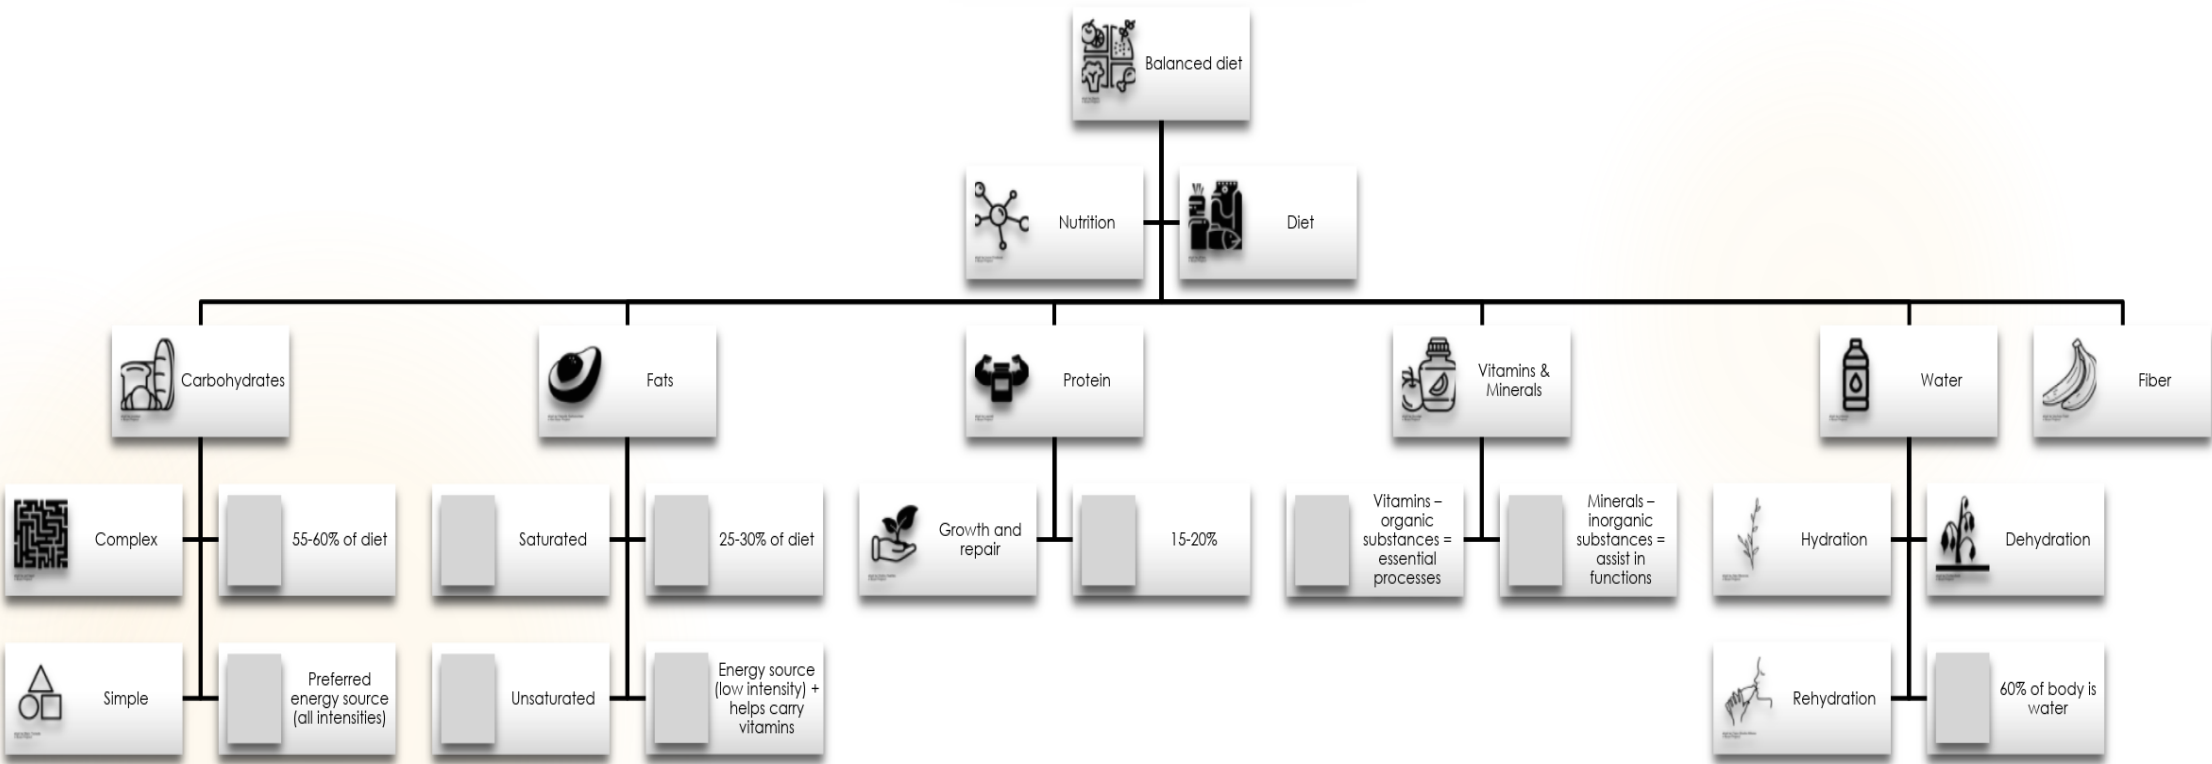 Balanced diet
Nutrition
Diet
Carbohydrates
Fats
Protein
Vitamins &
Minerals
Water
Fiber
Complex
55-60% of diet
Saturated
25-30% of diet
Growth and
repair
15-20%
Vitamins –
organic
substances =
essential
processes
Minerals –
inorganic
substances =
assist in
functions
Hydration
Dehydration
Simple
Preferred
energy source
(all intensities)
Unsaturated
Energy source
(low intensity) +
helps carry
vitamins
Rehydration
60% of body is
water